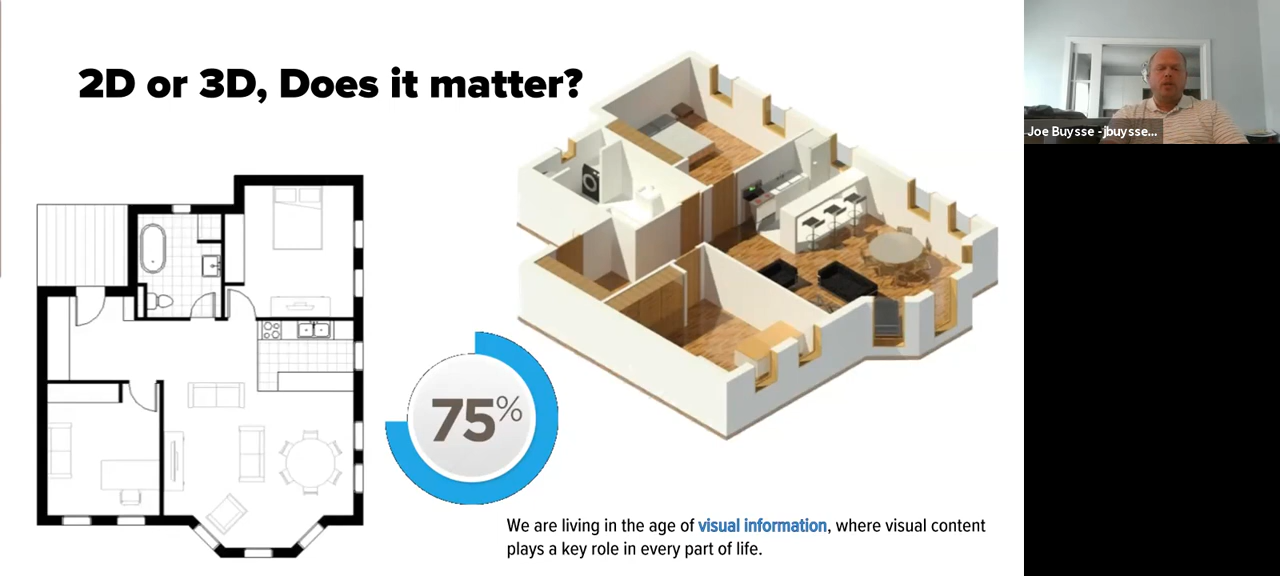 2D or 3D, Does it matter?
Joe Buysse -jbuysse...
75%
We are living in the age of visual information, where visual content
plays a key role in every part of life.